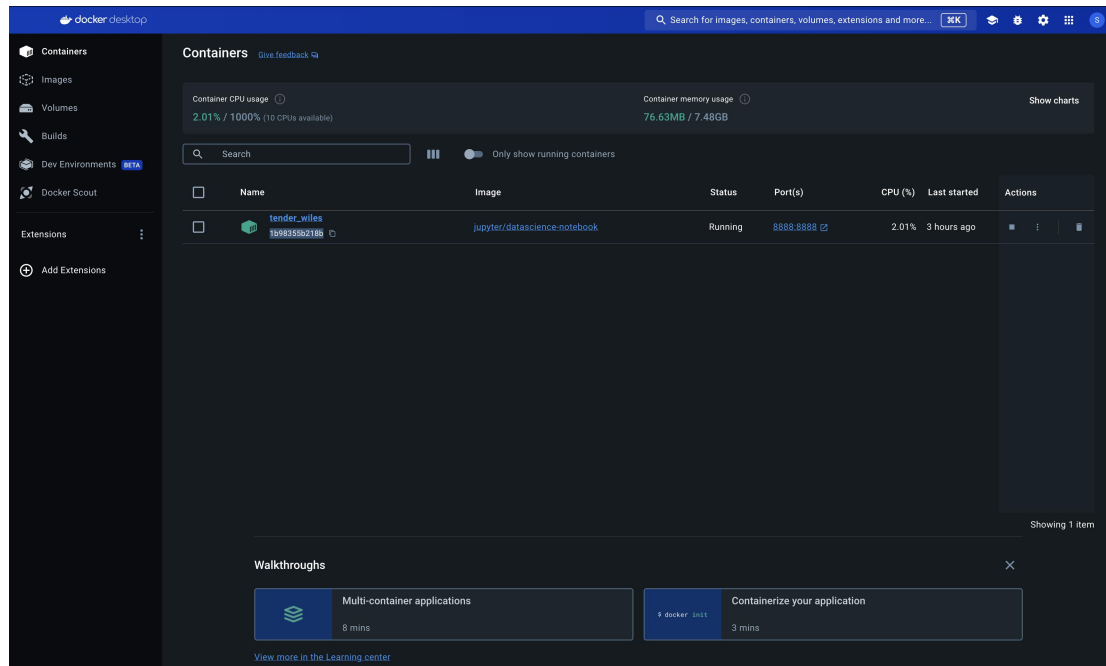 docker desktop
Search for images, containers, volumes, extensions and more... ⌘K
S
Containers
Images
Volumes
Builds
Dev Environments BETA
Docker Scout
Extensions
Add Extensions
Containers Give feedback
Container CPU usage
2.01% / 1000% (10 CPUs available)
Container memory usage
76.63MB / 7.48GB
Show charts
Search
Only show running containers
Name Image Status Port(s) CPU (%) Last started Actions
tender_wiles
1b98355b218b
jupyter/datascience-notebook Running 8888:8888 2.01% 3 hours ago
Showing 1 item
Walkthroughs
Multi-container applications
8 mins
$ docker init
Containerize your application
3 mins
View more in the Learning center